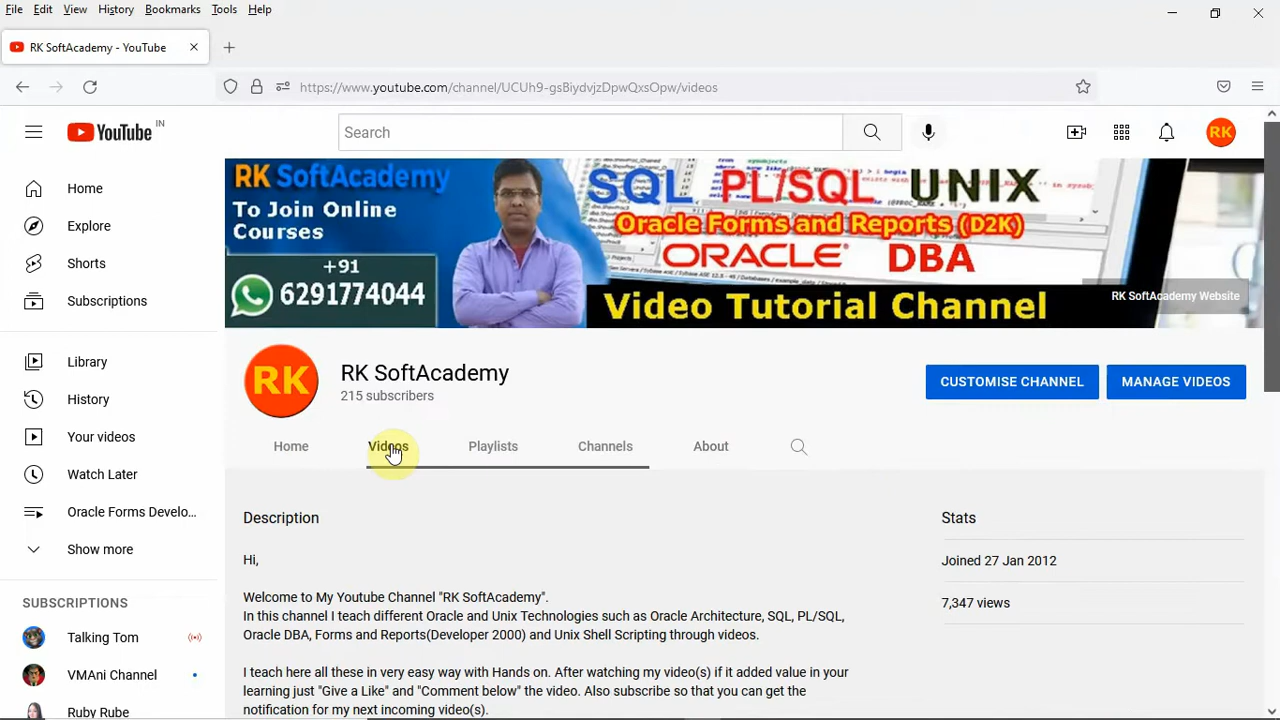 File Edit View History Bookmarks Tools Help
RK SoftAcademy - YouTube
https://www.youtube.com/channel/UCUh9-gsBiydvjzDpwQxsOpw/videos
YouTube IN
Search
RK
Home
Explore
Shorts
Subscriptions
Library
History
Your videos
Watch Later
Oracle Forms Develo...
Show more
SUBSCRIPTIONS
Talking Tom
VMAni Channel
Ruby Rube
RK SoftAcademy
To Join Online
Courses
+91
6291774044
SQL PL/SQL UNIX
Oracle Forms and Reports (D2K)
ORACLE DBA
Video Tutorial Channel
RK SoftAcademy Website
RK
RK SoftAcademy
215 subscribers
CUSTOMISE CHANNEL
MANAGE VIDEOS
Home Videos Playlists Channels About
Description
Hi,
Welcome to My Youtube Channel "RK SoftAcademy".
In this channel I teach different Oracle and Unix Technologies such as Oracle Architecture, SQL, PL/SQL,
Oracle DBA, Forms and Reports(Developer 2000) and Unix Shell Scripting through videos.
I teach here all these in very easy way with Hands on. After watching my video(s) if it added value in your
learning just "Give a Like" and "Comment below" the video. Also subscribe so that you can get the
notification for my next incoming video(s).
Stats
Joined 27 Jan 2012
7,347 views